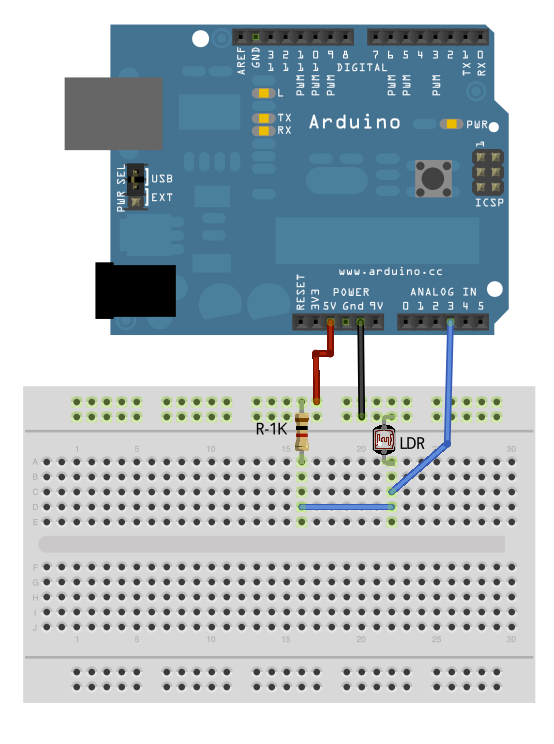 AREF
GND
13
12
11
10
9
8
7
6
5
4
3
2
1
0
PWM
PWM
PWM
PWM
PWM
PWM
TX
RX
DIGITAL
L
TX
RX
Arduino
PWR
1
ICSP
PWR SEL
USB
EXT
www.arduino.cc
POWER
ANALOG IN
RESET
3V3
5V
Gnd
9V
0 1 2 3 4 5
R-1K
LDR
1 5 10 15 20 25 30
A
B
C
D
E
F
G
H
I
J
1 5 10 15 20 25 30